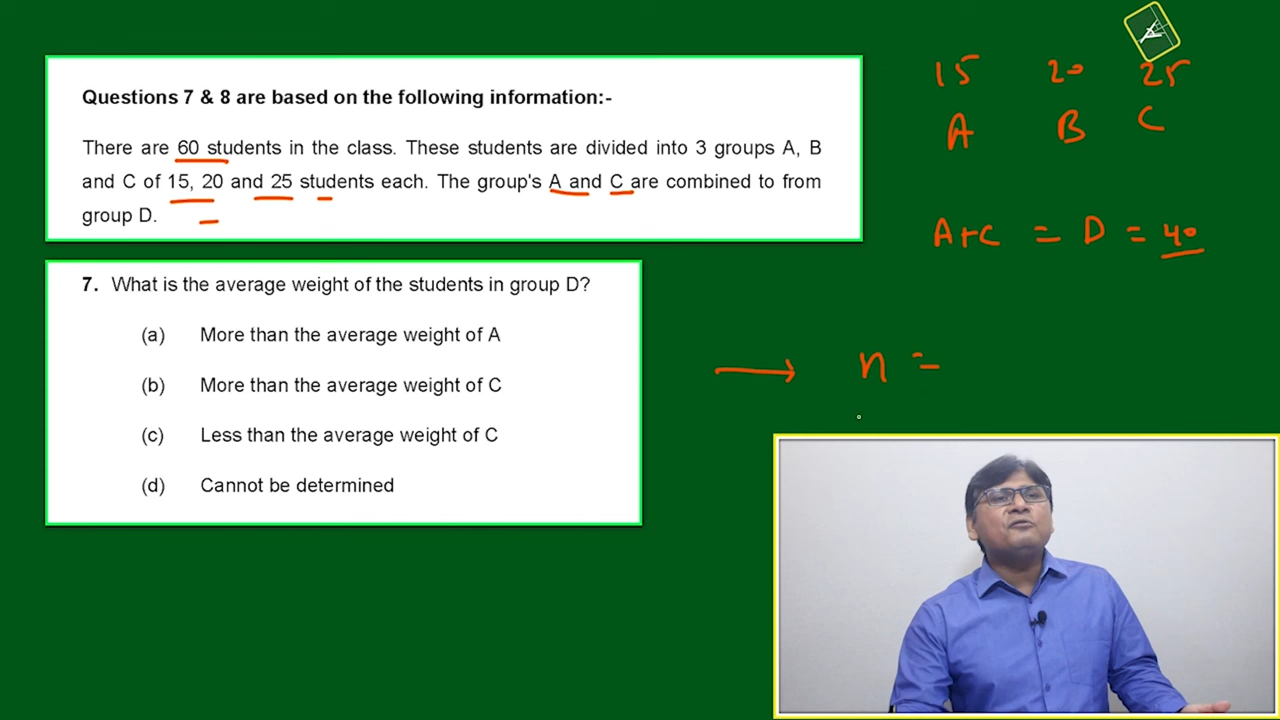 Questions 7 & 8 are based on the following information:-
There are 60 students in the class. These students are divided into 3 groups A, B
and C of 15, 20 and 25 students each. The group's A and C are combined to from
group D.
7. What is the average weight of the students in group D?
(a) More than the average weight of A
(b) More than the average weight of C
(c) Less than the average weight of C
(d) Cannot be determined
15 20 25
A B C
A+C = D = 40
→ n =